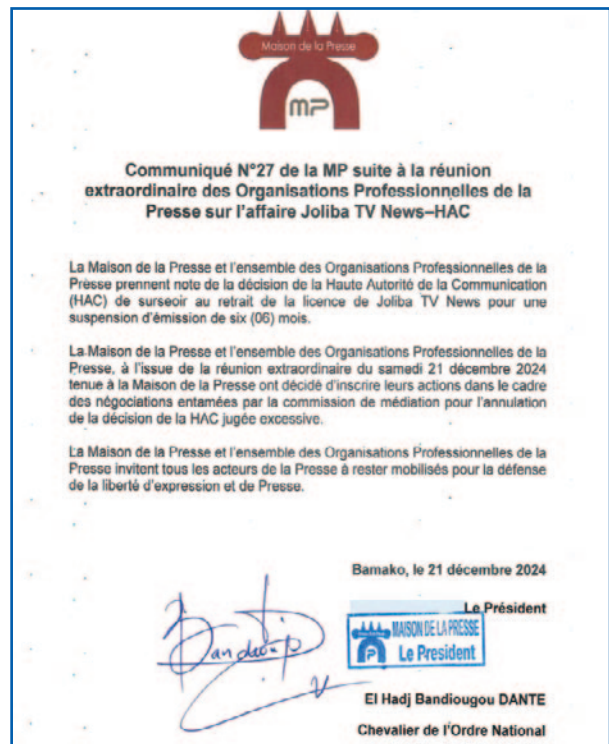 Maison de la Presse
MP
Communiqué N°27 de la MP suite à la réunion
extraordinaire des Organisations Professionnelles de la
Presse sur l'affaire Joliba TV News–HAC
La Maison de la Presse et l'ensemble des Organisations Professionnelles de la
Presse prennent note de la décision de la Haute Autorité de la Communication
(HAC) de surseoir au retrait de la licence de Joliba TV News pour une
suspension d'émission de six (06) mois.
La Maison de la Presse et l'ensemble des Organisations Professionnelles de la
Presse, à l'issue de la réunion extraordinaire du samedi 21 décembre 2024
tenue à la Maison de la Presse ont décidé d'inscrire leurs actions dans le cadre
des négociations entamées par la commission de médiation pour l'annulation
de la décision de la HAC jugée excessive.
La Maison de la Presse et l'ensemble des Organisations Professionnelles de la
Presse invitent tous les acteurs de la Presse à rester mobilisés pour la défense
de la liberté d'expression et de Presse.
Bamako, le 21 décembre 2024
Le Président
MAISON DE LA PRESSE
Le President
El Hadj Bandiougou DANTE
Chevalier de l'Ordre National